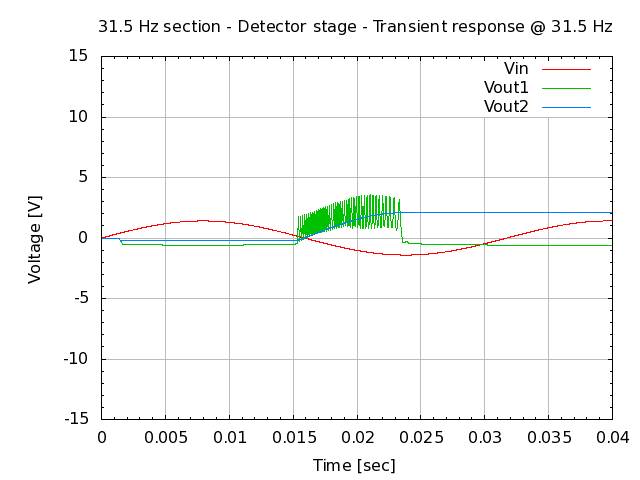 31.5 Hz section - Detector stage - Transient response @ 31.5 Hz
Vin
Vout1
Vout2
15
10
5
0
-5
-10
-15
Voltage [V]
0 0.005 0.01 0.015 0.02 0.025 0.03 0.035 0.04
Time [sec]